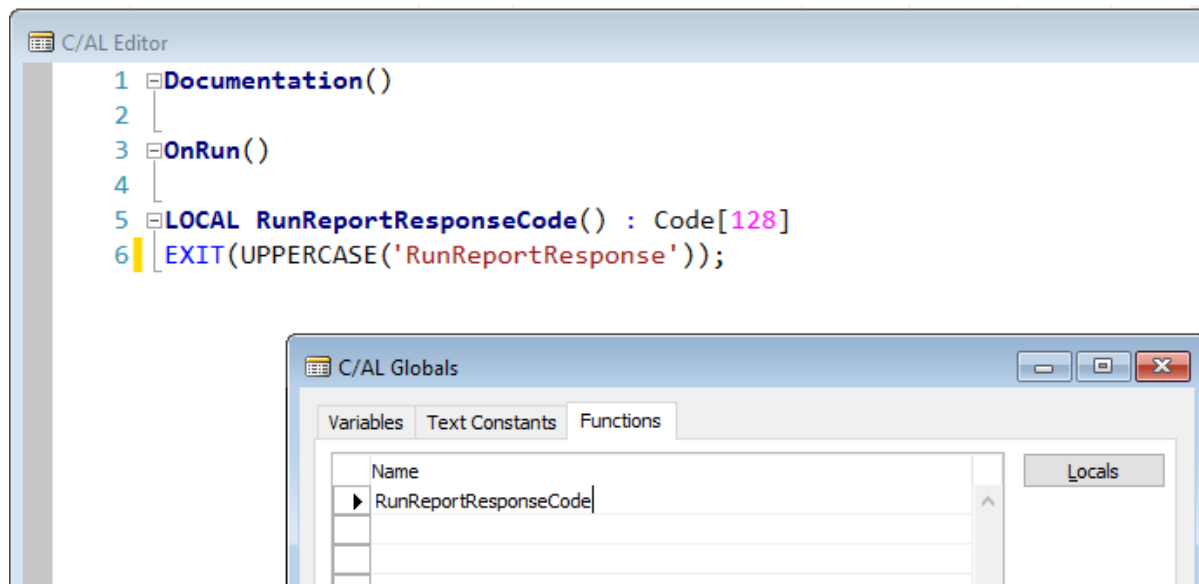 C/AL Editor
1 Documentation()
2
3 OnRun()
4
5 LOCAL RunReportResponseCode() : Code[128]
6 EXIT(UPPERCASE('RunReportResponse'));
C/AL Globals
Variables Text Constants Functions
Name
Locals
RunReportResponseCode